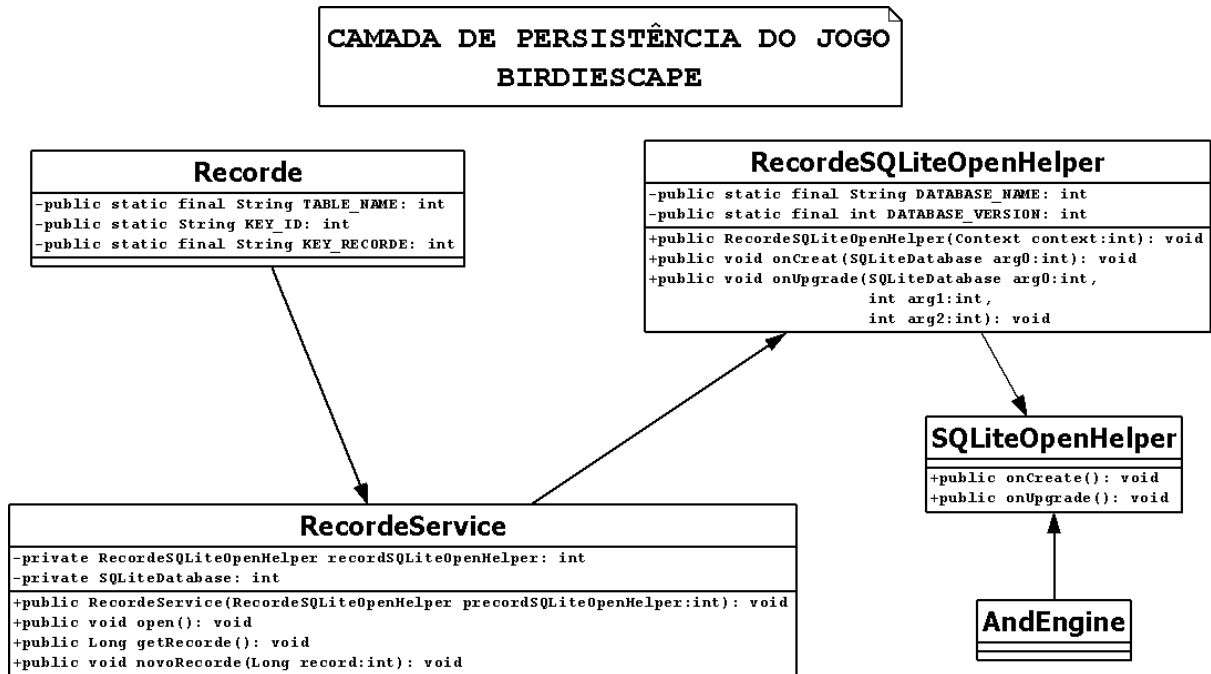 CAMADA DE PERSISTÊNCIA DO JOGO
BIRDIESCAPE
Recorde
-public static final String TABLE_NAME: int
-public static String KEY_ID: int
-public static final String KEY_RECORDE: int
RecordeSQLiteOpenHelper
-public static final String DATABASE_NAME: int
-public static final int DATABASE_VERSION: int
+public RecordeSQLiteOpenHelper(Context context:int): void
+public void onCreat(SQLiteDatabase arg0:int): void
+public void onUpgrade(SQLiteDatabase arg0:int,
int arg1:int,
int arg2:int): void
SQLiteOpenHelper
+public onCreate(): void
+public onUpgrade(): void
RecordeService
-private RecordeSQLiteOpenHelper recordSQLiteOpenHelper: int
-private SQLiteDatabase: int
+public RecordeService(RecordeSQLiteOpenHelper precordSQLiteOpenHelper:int): void
+public void open(): void
+public Long getRecorde(): void
+public void novoRecorde(Long record:int): void
AndEngine